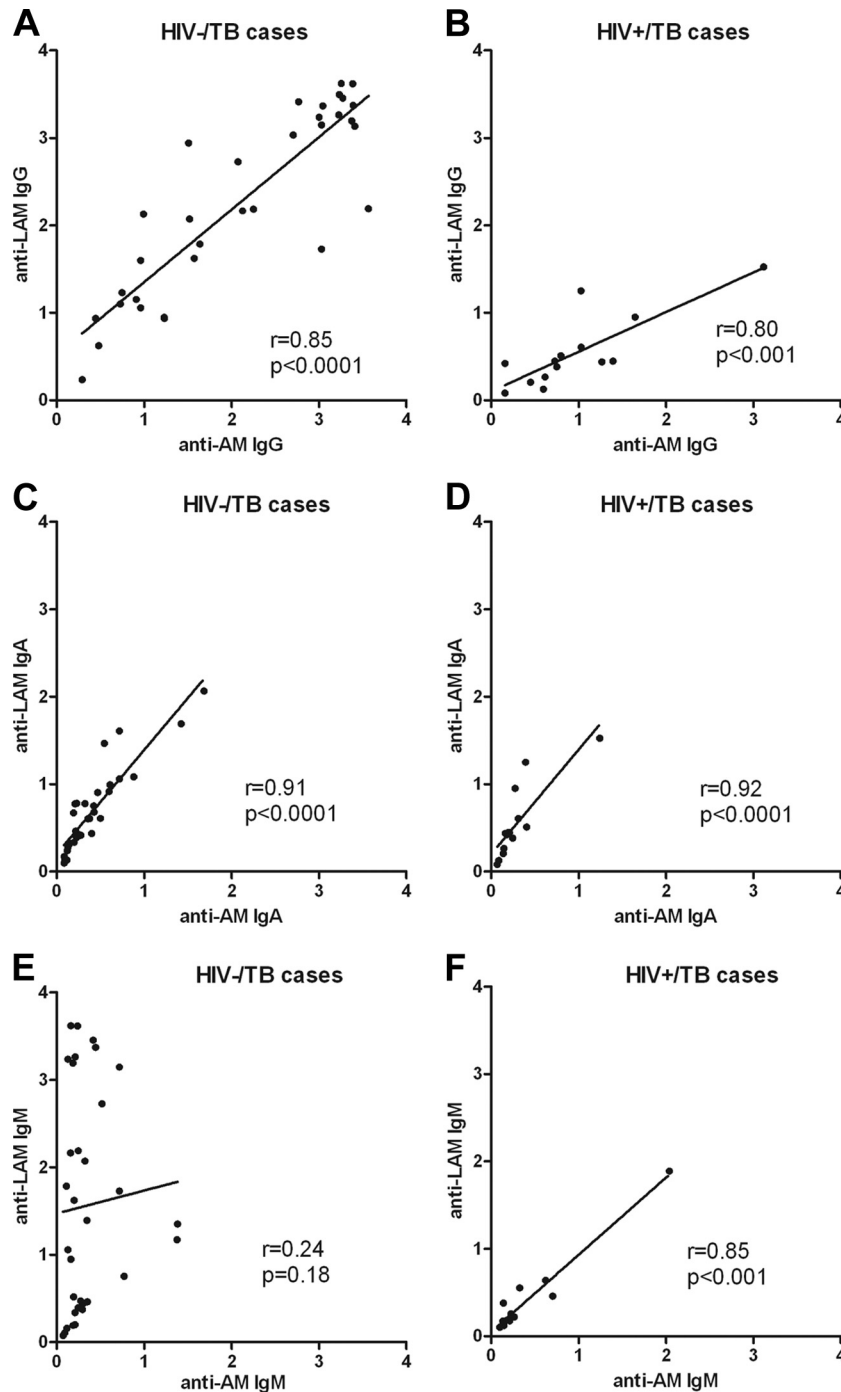 A
HIV-/TB cases
4
3
2
1
0
0 1 2 3 4
anti-LAM IgG
anti-AM IgG
r=0.85
p<0.0001
B
HIV+/TB cases
4
3
2
1
0
0 1 2 3 4
anti-LAM IgG
anti-AM IgG
r=0.80
p<0.001
C
HIV-/TB cases
4
3
2
1
0
0 1 2 3 4
anti-LAM IgA
anti-AM IgA
r=0.91
p<0.0001
D
HIV+/TB cases
4
3
2
1
0
0 1 2 3 4
anti-LAM IgA
anti-AM IgA
r=0.92
p<0.0001
E
HIV-/TB cases
4
3
2
1
0
0 1 2 3 4
anti-LAM IgM
anti-AM IgM
r=0.24
p=0.18
F
HIV+/TB cases
4
3
2
1
0
0 1 2 3 4
anti-LAM IgM
anti-AM IgM
r=0.85
p<0.001